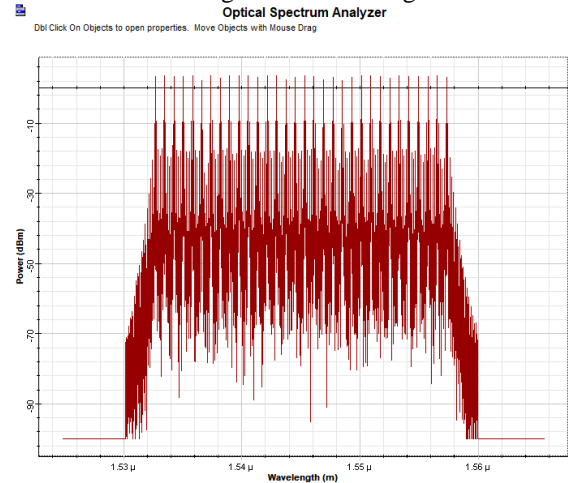 Optical Spectrum Analyzer
Dbl Click On Objects to open properties. Move Objects with Mouse Drag
Power (dBm)
-10
-30
-50
-70
-90
1.53 µ
1.54 µ
1.55 µ
1.56 µ
Wavelength (m)